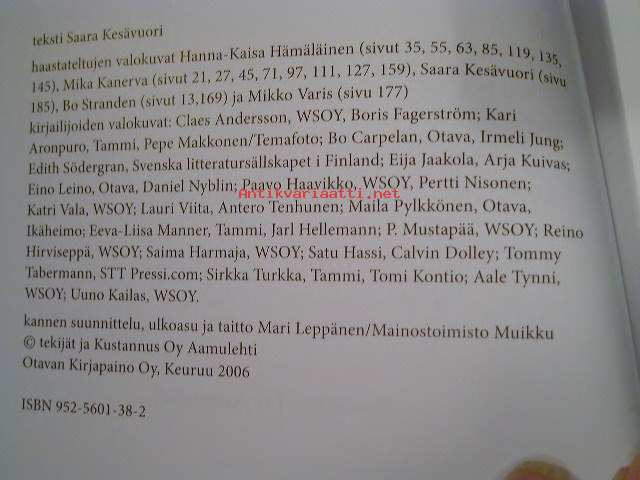 teksti Saara Kesävuori
haastateltujen valokuvat Hanna-Kaisa Hämäläinen (sivut 35, 55, 63, 85, 119, 135,
145), Mika Kanerva (sivut 21, 27, 45, 71, 97, 111, 127, 159), Saara Kesävuori (sivu
185), Bo Stranden (sivut 13,169) ja Mikko Varis (sivu 177)
kirjailijoiden valokuvat: Claes Andersson, WSOY, Boris Fagerström; Kari
Aronpuro, Tammi, Pepe Makkonen/Temafoto; Bo Carpelan, Otava, Irmeli Jung;
Edith Södergran, Svenska litteratursällskapet i Finland; Eija Jaakola, Arja Kuivas;
Eino Leino, Otava, Daniel Nyblin; Paavo Haavikko, WSOY, Pertti Nisonen;
Antikvariaatti.net
Katri Vala, WSOY; Lauri Viita, Antero Tenhunen; Maila Pylkkönen, Otava,
Ikäheimo; Eeva-Liisa Manner, Tammi, Jarl Hellemann; P. Mustapää, WSOY; Reino
Hirviseppä, WSOY; Saima Harmaja, WSOY; Satu Hassi, Calvin Dolley; Tommy
Tabermann, STT Pressi.com; Sirkka Turkka, Tammi, Tomi Kontio; Aale Tynni,
WSOY; Uuno Kailas, WSOY.
kannen suunnittelu, ulkoasu ja taitto Mari Leppänen/Mainostoimisto Muikku
© tekijät ja Kustannus Oy Aamulehti
Otavan Kirjapaino Oy, Keuruu 2006
ISBN 952-5601-38-2